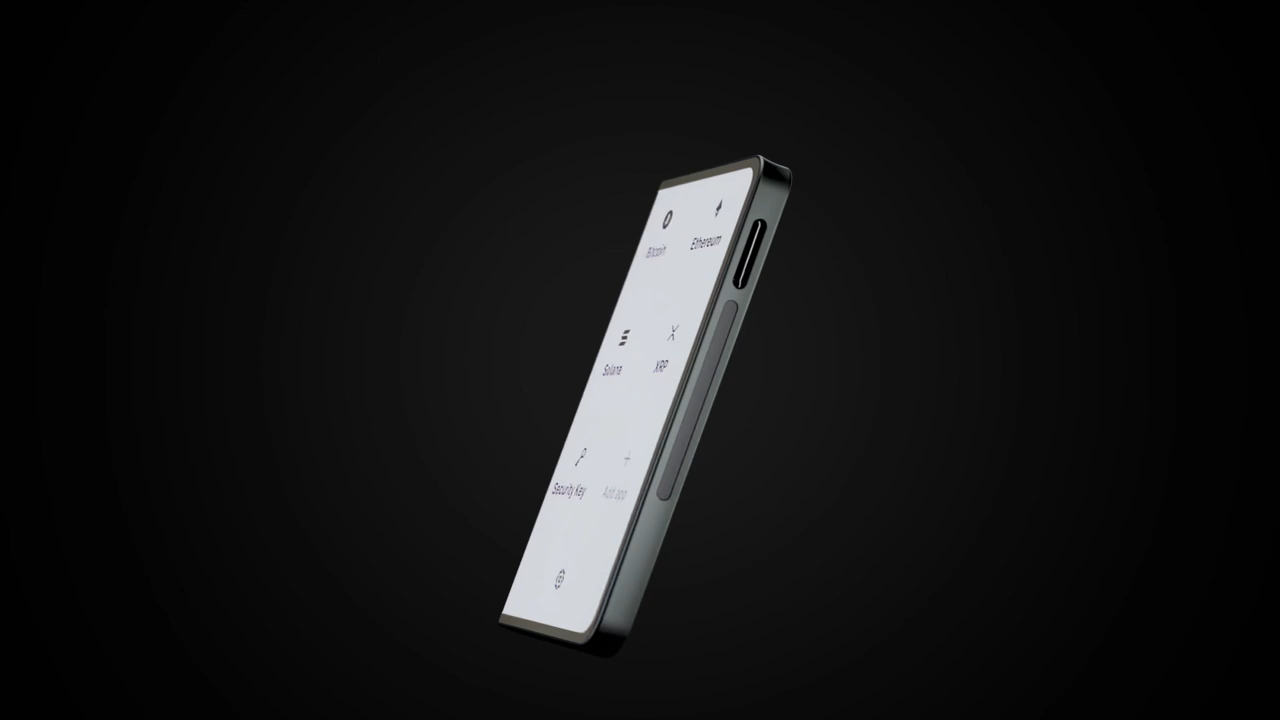 Bitcoin
Ethereum
Solana
XRP
Security Key
Add app